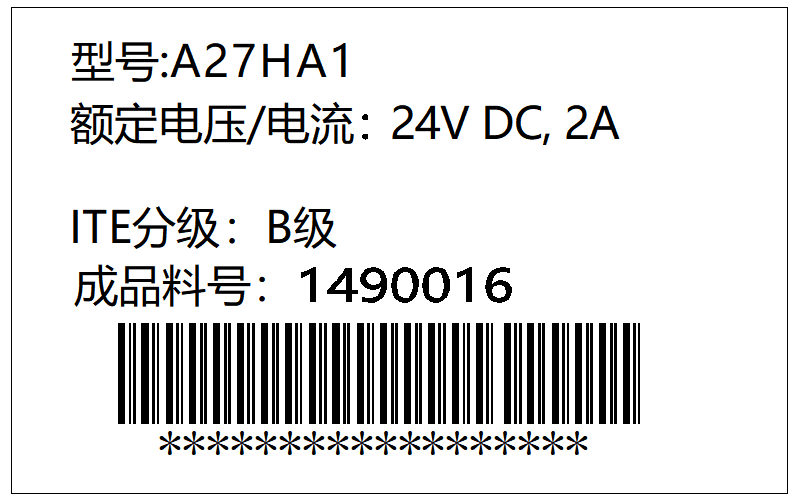 型号:A27HA1
额定电压/电流：24V DC, 2A
ITE分级：B级
成品料号：1490016
******************